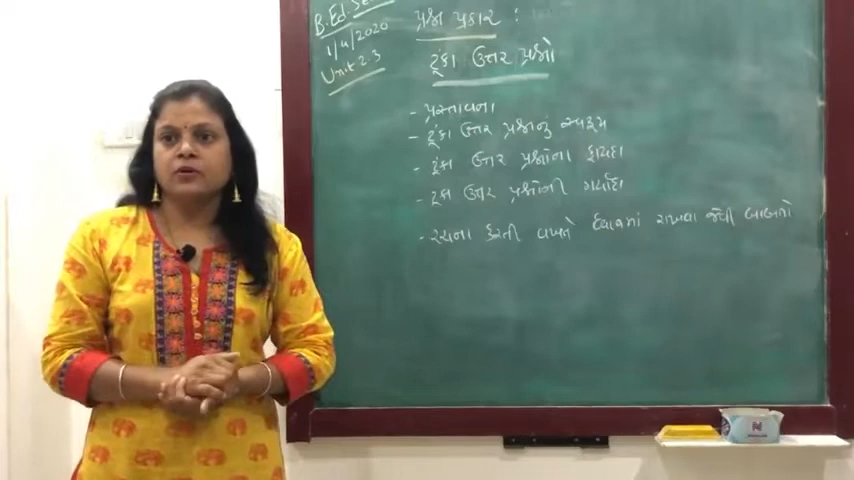 B.Ed. Se
1/4/2020
Unit 2.3
પ્રશ્ન પ્રકાર :
ટૂંકા ઉત્તર પ્રશ્નો
- પ્રસ્તાવના
- ટૂંકા ઉત્તર પ્રશ્નોનું સ્વરૂપ
- ટૂંકા ઉત્તર પ્રશ્નોના ફાયદા
- ટૂંકા ઉત્તર પ્રશ્નોની મર્યાદા
- રચના કરતી વખતે ધ્યાનમાં રાખવા જેવી બાબતો
N